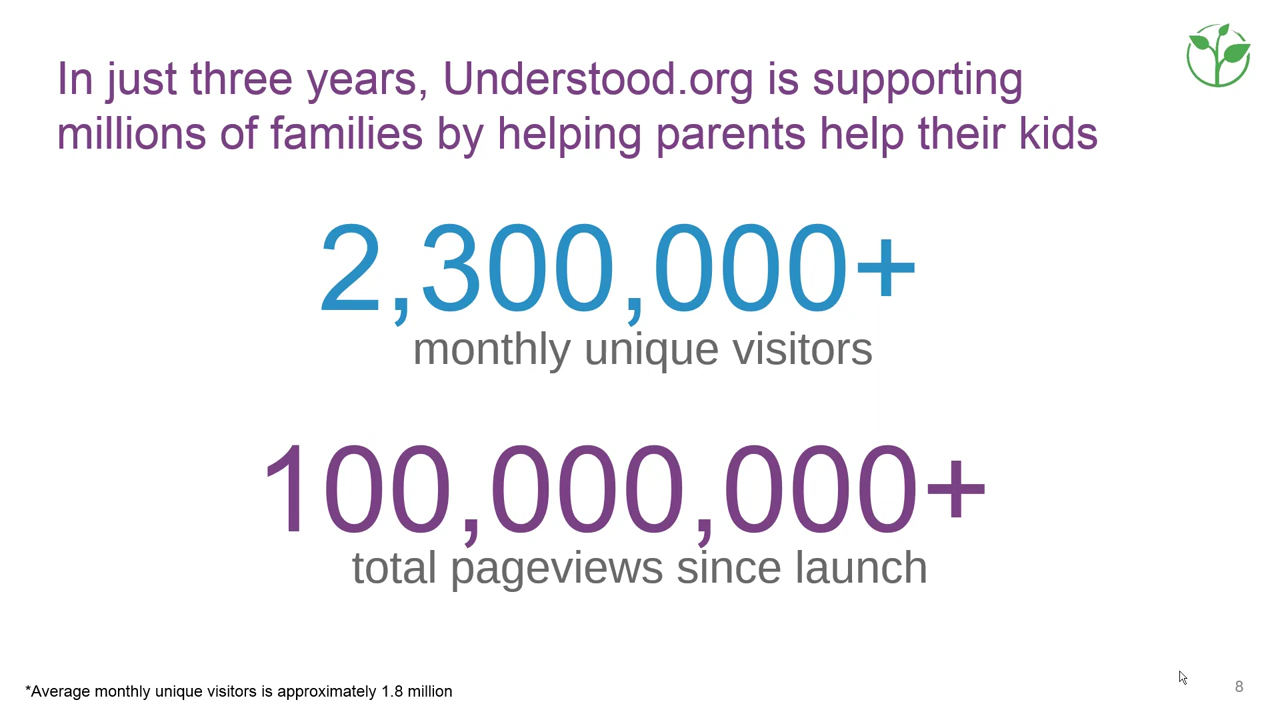 In just three years, Understood.org is supporting
millions of families by helping parents help their kids
2,300,000+
monthly unique visitors
100,000,000+
total pageviews since launch
*Average monthly unique visitors is approximately 1.8 million
8